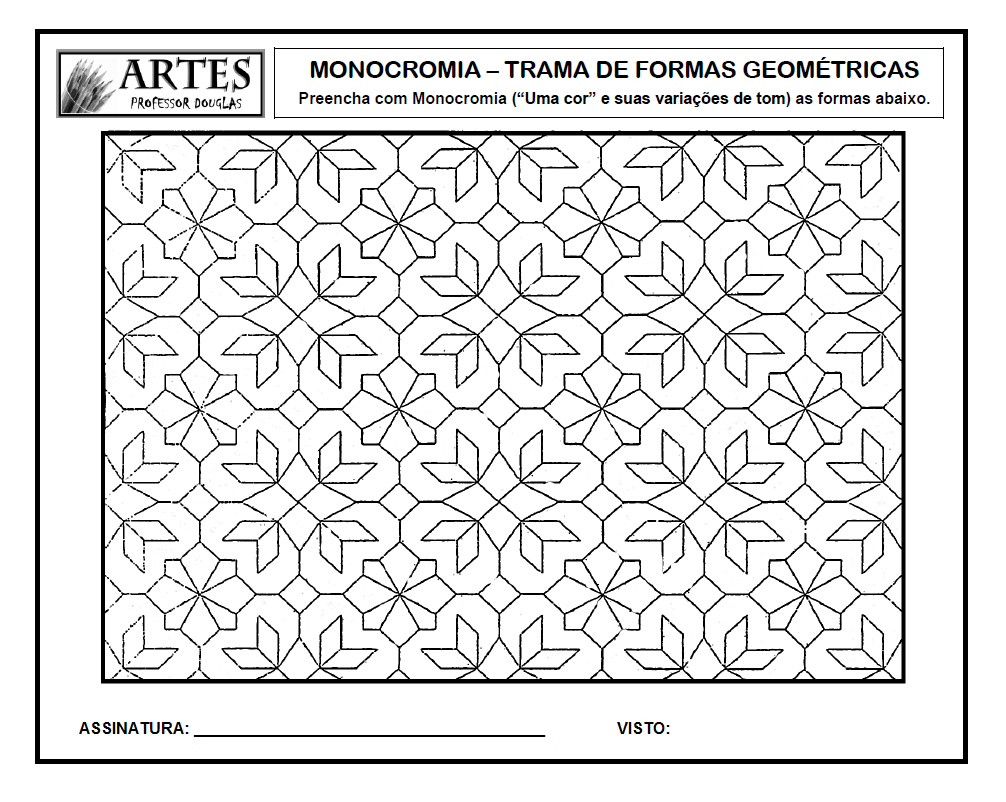 ARTES
PROFESSOR DOUGLAS
MONOCROMIA – TRAMA DE FORMAS GEOMÉTRICAS
Preencha com Monocromia (“Uma cor” e suas variações de tom) as formas abaixo.
ASSINATURA: ______________________________________
VISTO: